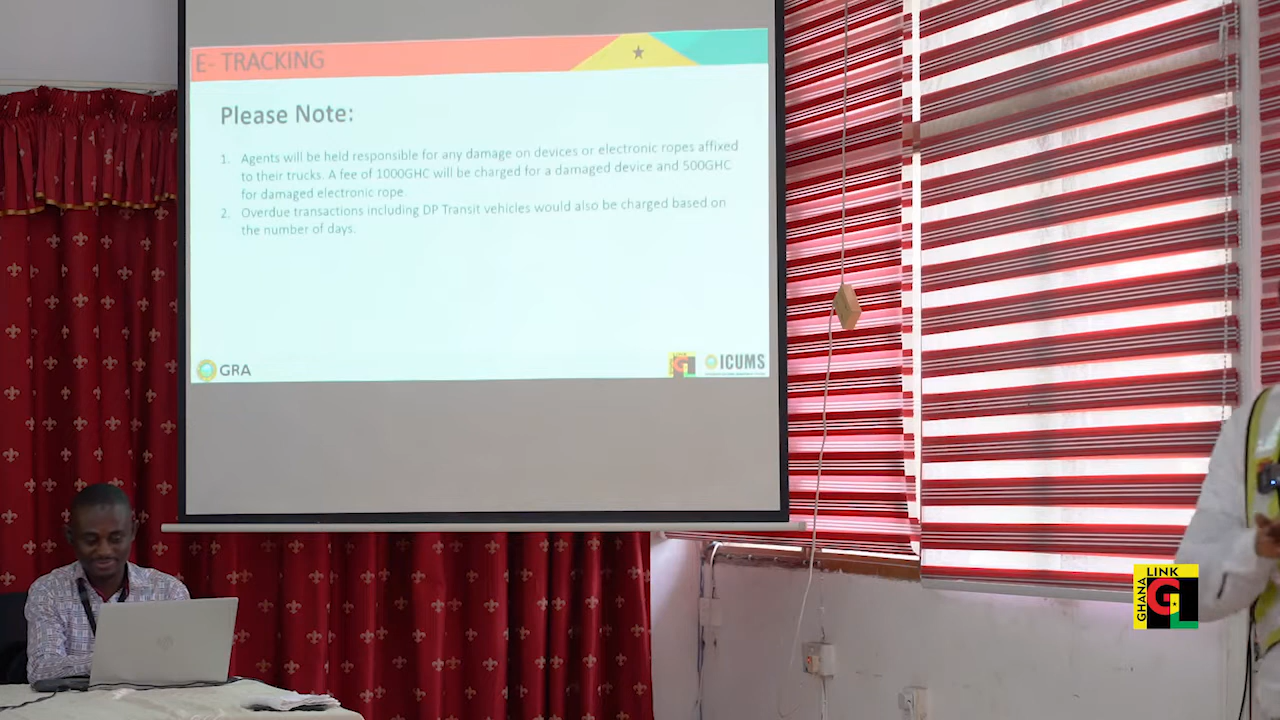 E- TRACKING
Please Note:
1. Agents will be held responsible for any damage on devices or electronic ropes affixed
to their trucks. A fee of 1000GHC will be charged for a damaged device and 500GHC
for damaged electronic rope.
2. Overdue transactions including DP Transit vehicles would also be charged based on
the number of days.
GRA
ICUMS
GHANA
LINK
GL